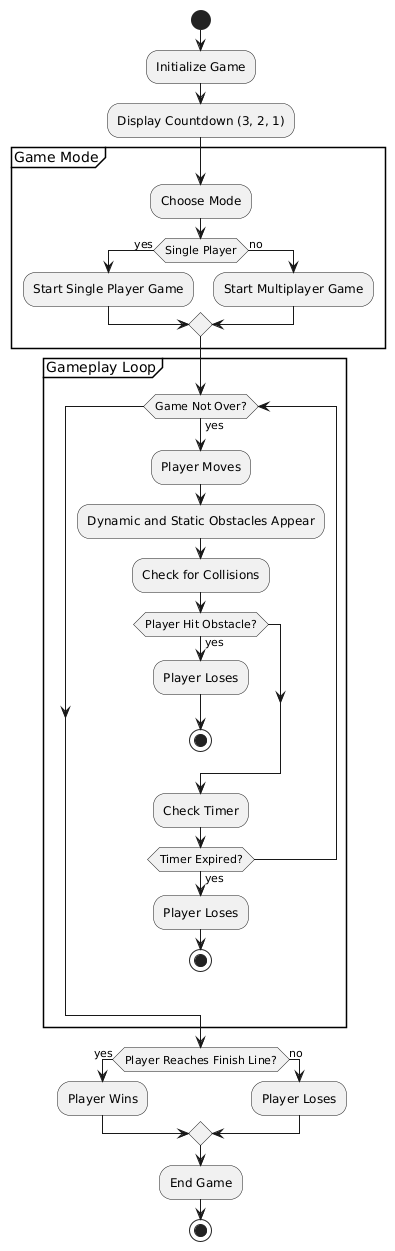 Initialize Game
Display Countdown (3, 2, 1)
Game Mode
Choose Mode
yes
Single Player
no
Start Single Player Game
Start Multiplayer Game
Gameplay Loop
Game Not Over?
yes
Player Moves
Dynamic and Static Obstacles Appear
Check for Collisions
Player Hit Obstacle?
yes
Player Loses
Check Timer
Timer Expired?
yes
Player Loses
yes
Player Reaches Finish Line?
no
Player Wins
Player Loses
End Game